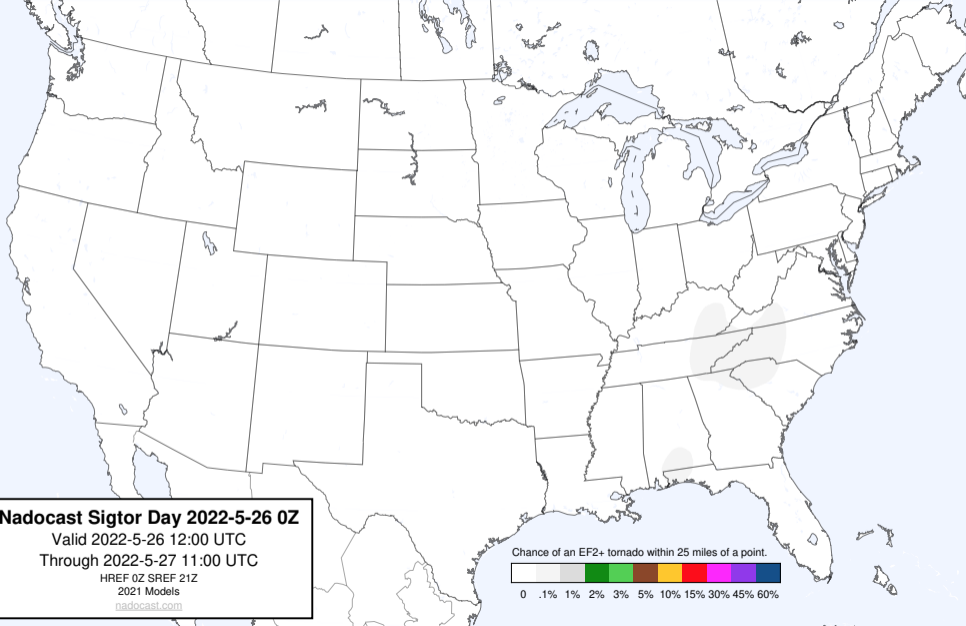 Nadocast Sigtor Day 2022-5-26 0Z
Valid 2022-5-26 12:00 UTC
Through 2022-5-27 11:00 UTC
HREF 0Z SREF 21Z
2021 Models
nadocast.com
Chance of an EF2+ tornado within 25 miles of a point.
0 .1% 1% 2% 3% 5% 10% 15% 30% 45% 60%